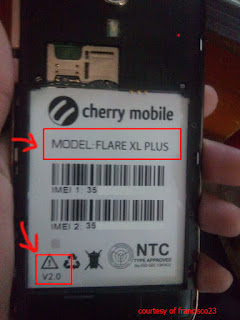 cherry mobile
MODEL: FLARE XL PLUS
IMEI 1: 35
IMEI 2: 35
NTC
TYPE APPROVED
V2.0
courtesy of francisco23